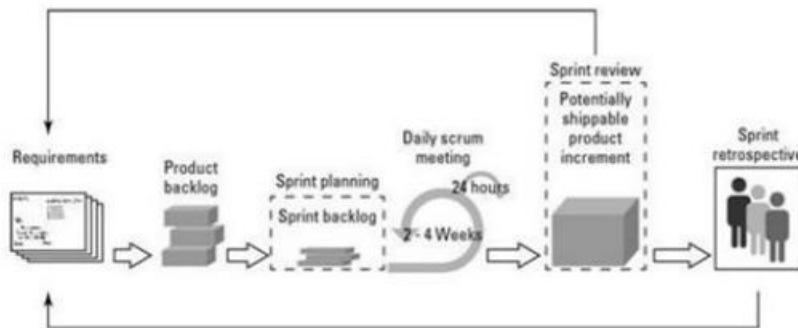 Sprint review
Potentially
shippable
product
increment
Daily scrum
meeting
Sprint
retrospective
Requirements
Product
backlog
24 hours
Sprint planning
Sprint backlog
2 - 4 Weeks